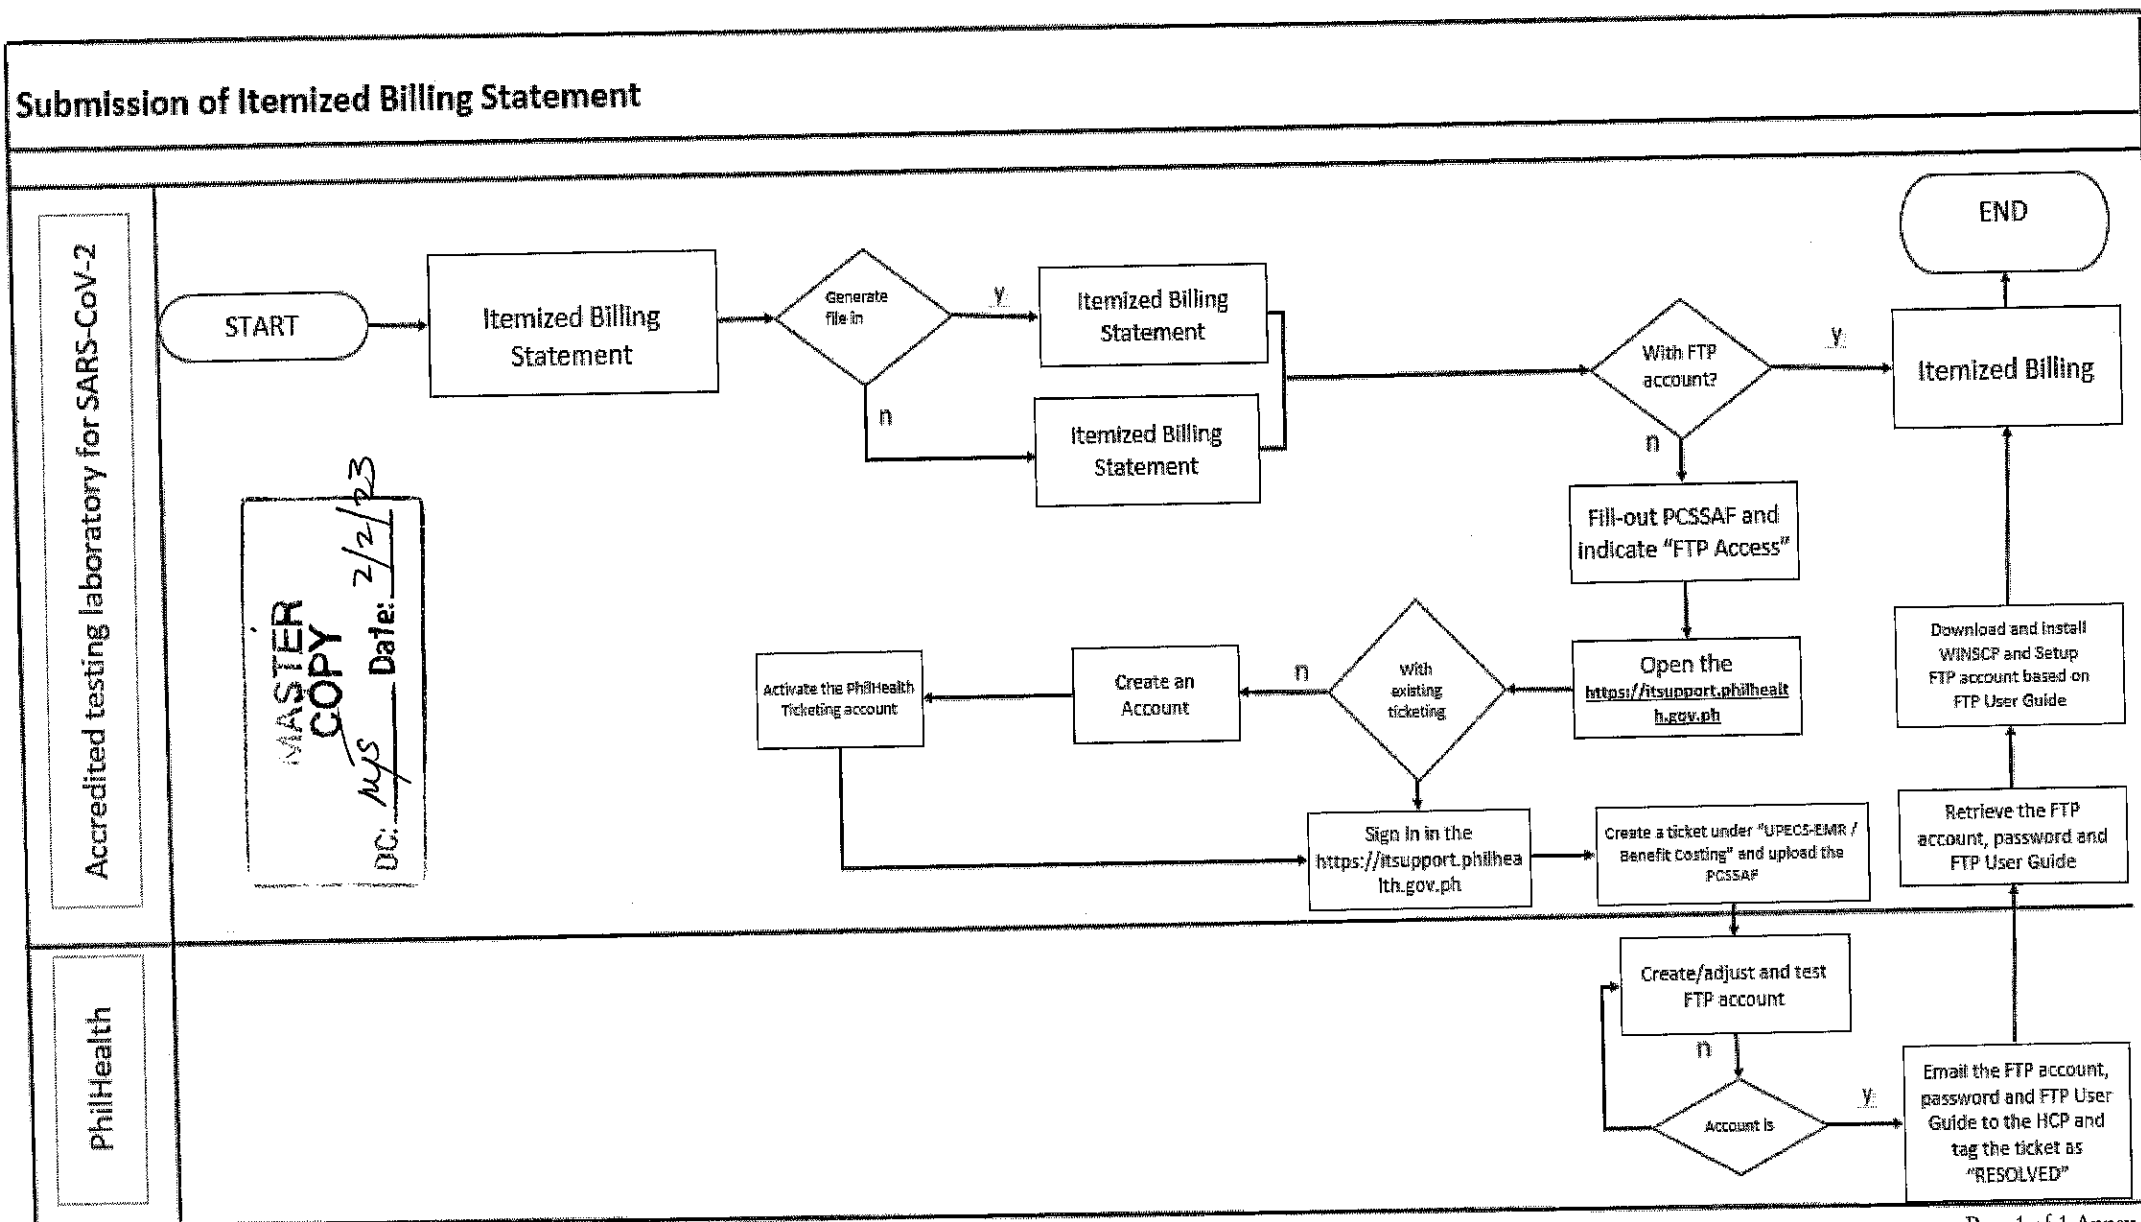 Submission of Itemized Billing Statement
Accredited testing laboratory for SARS-CoV-2
START
Itemized Billing
Statement
Generate
file in
y
n
Itemized Billing
Statement
Itemized Billing
Statement
With FTP
account?
y
n
Itemized Billing
END
Fill-out PCSSAF and
indicate "FTP Access"
Open the
https://itsupport.philhealt
h.gov.ph
With
existing
ticketing
n
Create an
Account
Activate the PhilHealth
Ticketing account
Sign In in the
https://itsupport.philhea
lth.gov.ph
Create a ticket under "UPECS-EMR /
Benefit Costing" and upload the
PCSSAF
MASTER
COPY
DC: Date: 2/2/23
PhilHealth
Create/adjust and test
FTP account
n
Account is
y
Email the FTP account,
password and FTP User
Guide to the HCP and
tag the ticket as
"RESOLVED"
Retrieve the FTP
account, password and
FTP User Guide
Download and install
WINSCP and Setup
FTP account based on
FTP User Guide